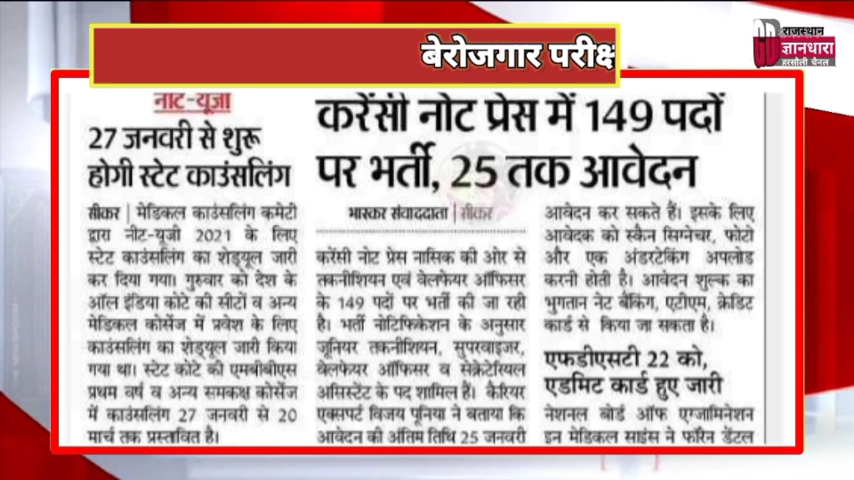 बेरोजगार परीक्ष
राजस्थान
ज्ञानधारा
हरसौली चैनल
नीट-यूजी
27 जनवरी से शुरू
होगी स्टेट काउंसलिंग
सीकर | मेडिकल काउंसलिंग कमेटी
द्वारा नीट-यूजी 2021 के लिए
स्टेट काउंसलिंग का शेड्यूल जारी
कर दिया गया। गुरुवार को देश के
ऑल इंडिया कोटे की सीटों व अन्य
मेडिकल कोर्सेज में प्रवेश के लिए
काउंसलिंग का शेड्यूल जारी किया
गया था। स्टेट कोटे की एमबीबीएस
प्रथम वर्ष व अन्य समकक्ष कोर्सेज
में काउंसलिंग 27 जनवरी से 20
मार्च तक प्रस्तावित है।
करेंसी नोट प्रेस में 149 पदों
पर भर्ती, 25 तक आवेदन
भास्कर संवाददाता | सीकर
करेंसी नोट प्रेस नासिक की ओर से
तकनीशियन एवं वेलफेयर ऑफिसर
के 149 पदों पर भर्ती की जा रही
है। भर्ती नोटिफिकेशन के अनुसार
जूनियर तकनीशियन, सुपरवाइजर,
वेलफेयर ऑफिसर व सेक्रेटेरियल
असिस्टेंट के पद शामिल हैं। कैरियर
एक्सपर्ट विजय पूनिया ने बताया कि
आवेदन की अंतिम तिथि 25 जनवरी
आवेदन कर सकते हैं। इसके लिए
आवेदक को स्कैन सिग्नेचर, फोटो
और एक अंडरटेकिंग अपलोड
करनी होती है। आवेदन शुल्क का
भुगतान नेट बैंकिंग, एटीएम, क्रेडिट
कार्ड से किया जा सकता है।
एफडीएसटी 22 को,
एडमिट कार्ड हुए जारी
नेशनल बोर्ड ऑफ एग्जामिनेशन
इन मेडिकल साइंस ने फॉरेन डेंटल